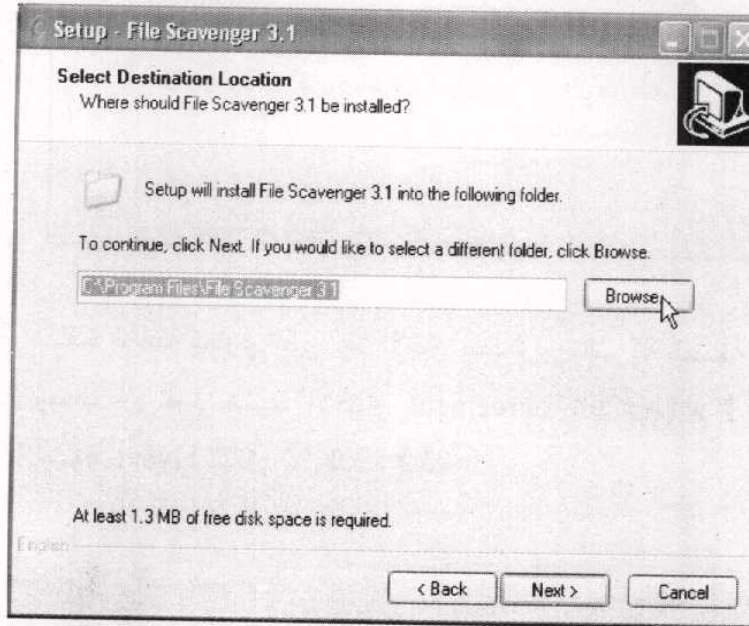 Setup - File Scavenger 3.1
Select Destination Location
Where should File Scavenger 3.1 be installed?
Setup will install File Scavenger 3.1 into the following folder.
To continue, click Next. If you would like to select a different folder, click Browse.
C:\Program Files\File Scavenger 3.1
Browse...
At least 1.3 MB of free disk space is required.
English
< Back
Next >
Cancel